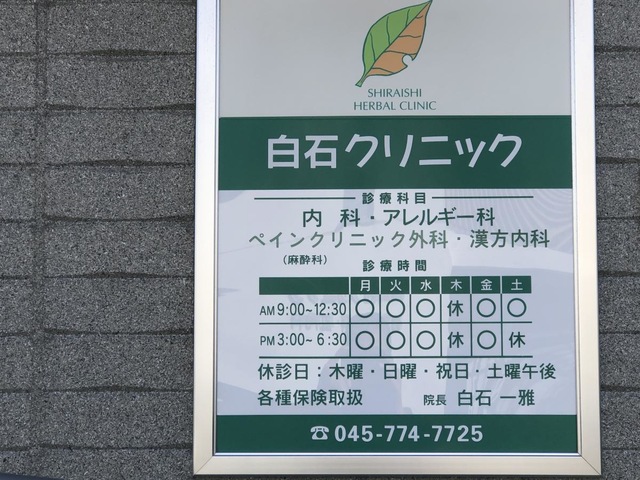 SHIRAISHI
HERBAL CLINIC
白石クリニック
診療科目
内 科・アレルギー科
ペインクリニック外科・漢方内科
(麻酔科)
診療時間
月 火 水 木 金 土
AM 9:00~12:30 ○ ○ ○ 休 ○ ○
PM 3:00~6:30 ○ ○ ○ 休 ○ 休
休診日:木曜・日曜・祝日・土曜午後
各種保険取扱 院長 白石 一雅
☎045-774-7725